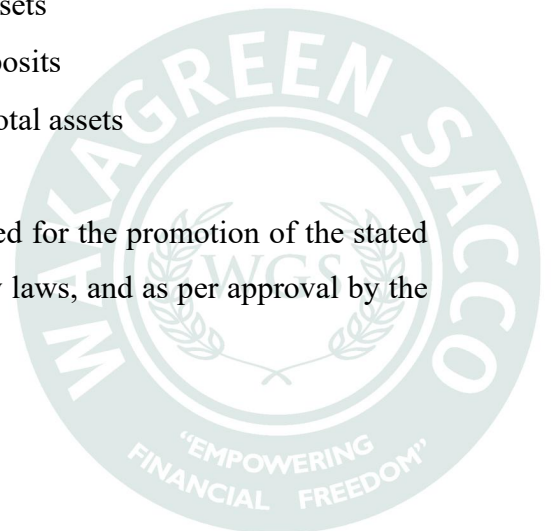 sets
posits
otal assets
ed for the promotion of the stated
y laws, and as per approval by the
WAKAGREEN SACCO
WGS
"EMPOWERING
FINANCIAL FREEDOM"